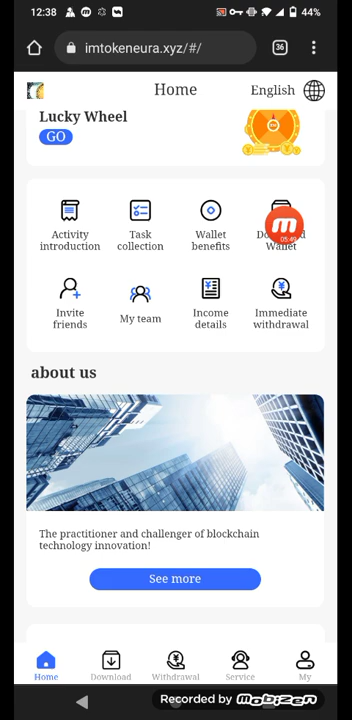 12:38
44%
imtokeneura.xyz/#/
36
Home
English
Lucky Wheel
GO
05:49
Activity
introduction
Task
collection
Wallet
benefits
Wallet
Invite
friends
My team
Income
details
Immediate
withdrawal
about us
The practitioner and challenger of blockchain
technology innovation!
See more
Home
Download
Withdrawal
Service
My
Recorded by MOBIZEN